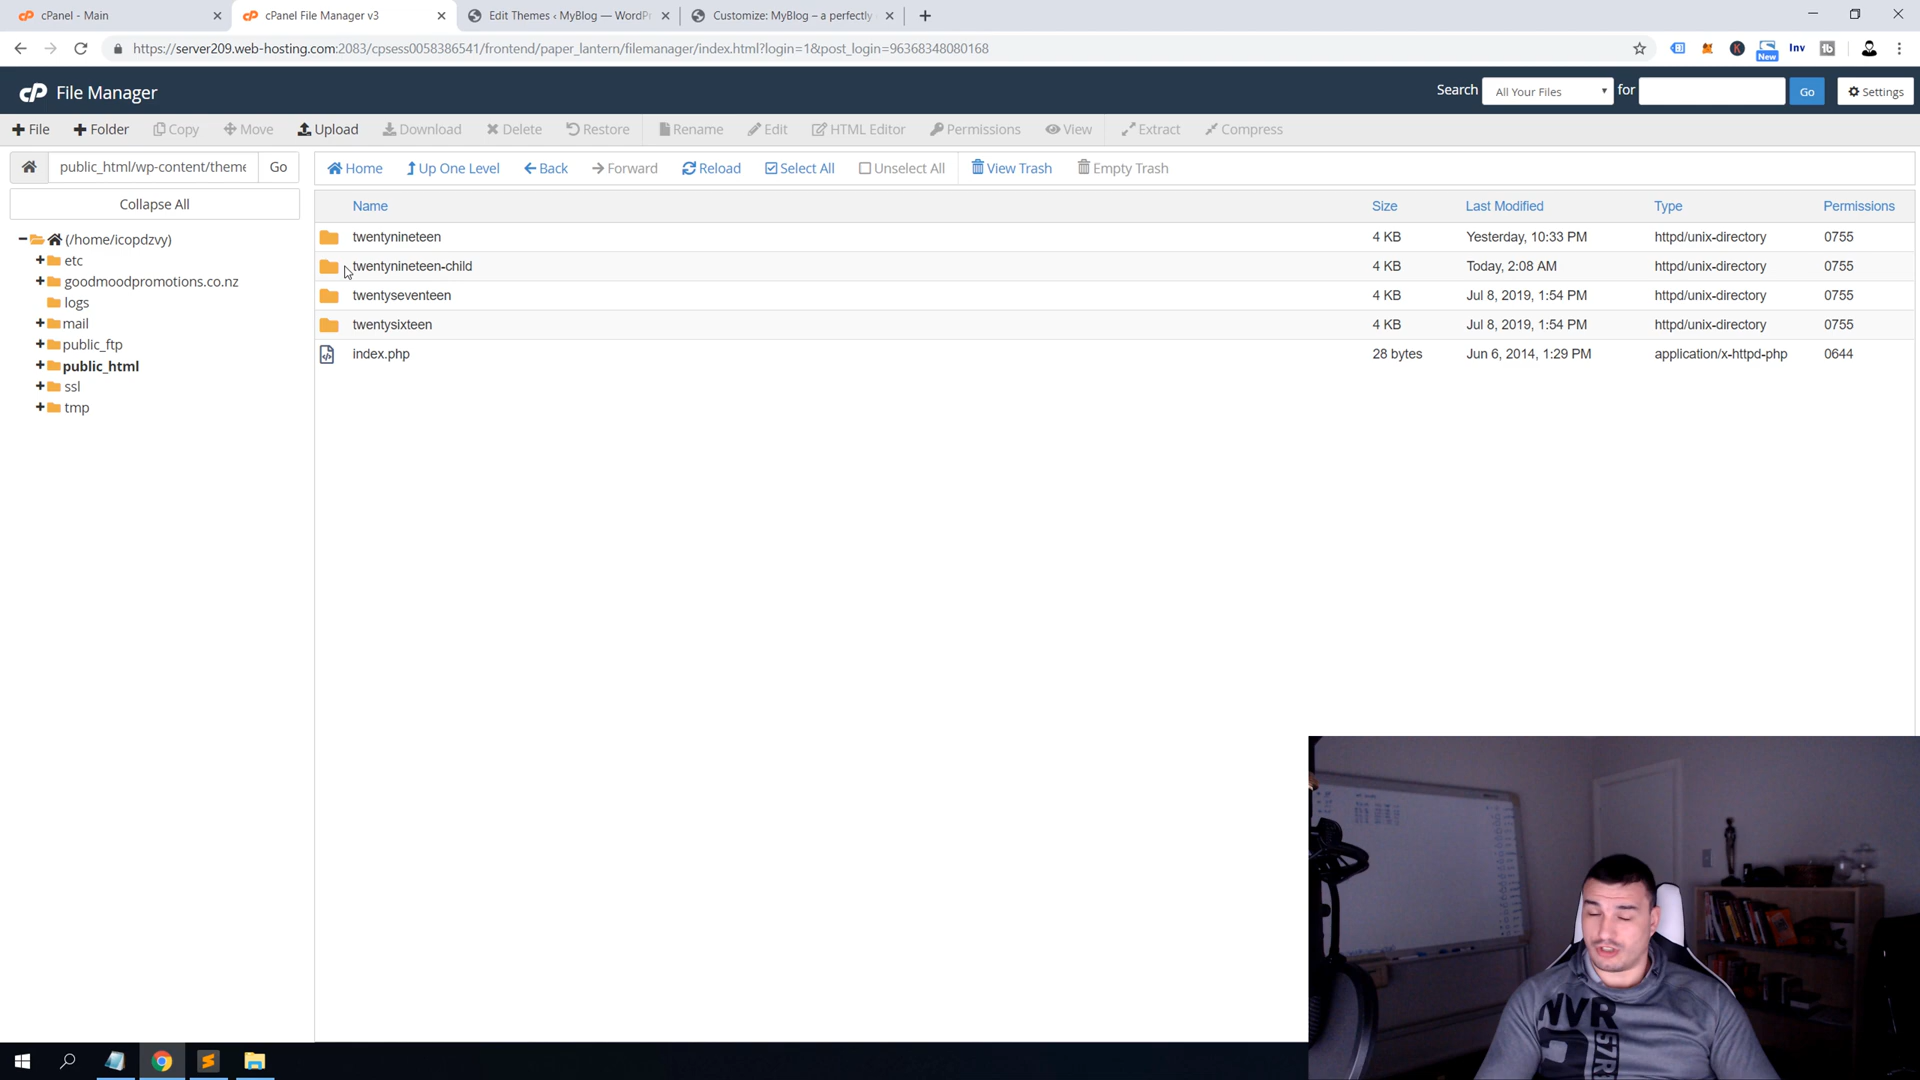 cPanel - Main
cPanel File Manager v3
Edit Themes ‹ MyBlog — WordPr
Customize: MyBlog – a perfectly
https://server209.web-hosting.com:2083/cpsess0058386541/frontend/paper_lantern/filemanager/index.html?login=1&post_login=96368348080168
New
Inv
tb
cP File Manager
Search
All Your Files
for
Go
Settings
File
Folder
Copy
Move
Upload
Download
Delete
Restore
Rename
Edit
HTML Editor
Permissions
View
Extract
Compress
public_html/wp-content/theme
Go
Home
Up One Level
Back
Forward
Reload
Select All
Unselect All
View Trash
Empty Trash
Collapse All
(/home/icopdzvy)
etc
goodmoodpromotions.co.nz
logs
mail
public_ftp
public_html
ssl
tmp
Name Size Last Modified Type Permissions
twentynineteen 4 KB Yesterday, 10:33 PM httpd/unix-directory 0755
twentynineteen-child 4 KB Today, 2:08 AM httpd/unix-directory 0755
twentyseventeen 4 KB Jul 8, 2019, 1:54 PM httpd/unix-directory 0755
twentysixteen 4 KB Jul 8, 2019, 1:54 PM httpd/unix-directory 0755
index.php 28 bytes Jun 6, 2014, 1:29 PM application/x-httpd-php 0644